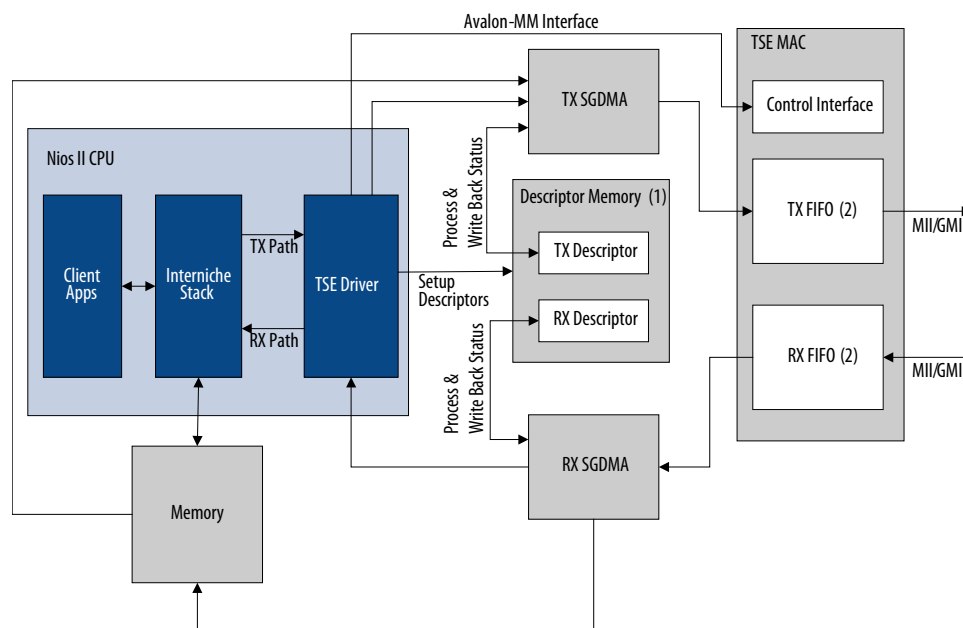 Avalon-MM Interface
TSE MAC
TX SGDMA
Control Interface
Nios II CPU
Process &
Write Back Status
Descriptor Memory (1)
TX FIFO (2)
MII/GMI
Client
Apps
Interniche
Stack
TX Path
TSE Driver
Setup
Descriptors
TX Descriptor
RX Descriptor
RX Path
RX FIFO (2)
MII/GMI
Process &
Write Back Status
RX SGDMA
Memory